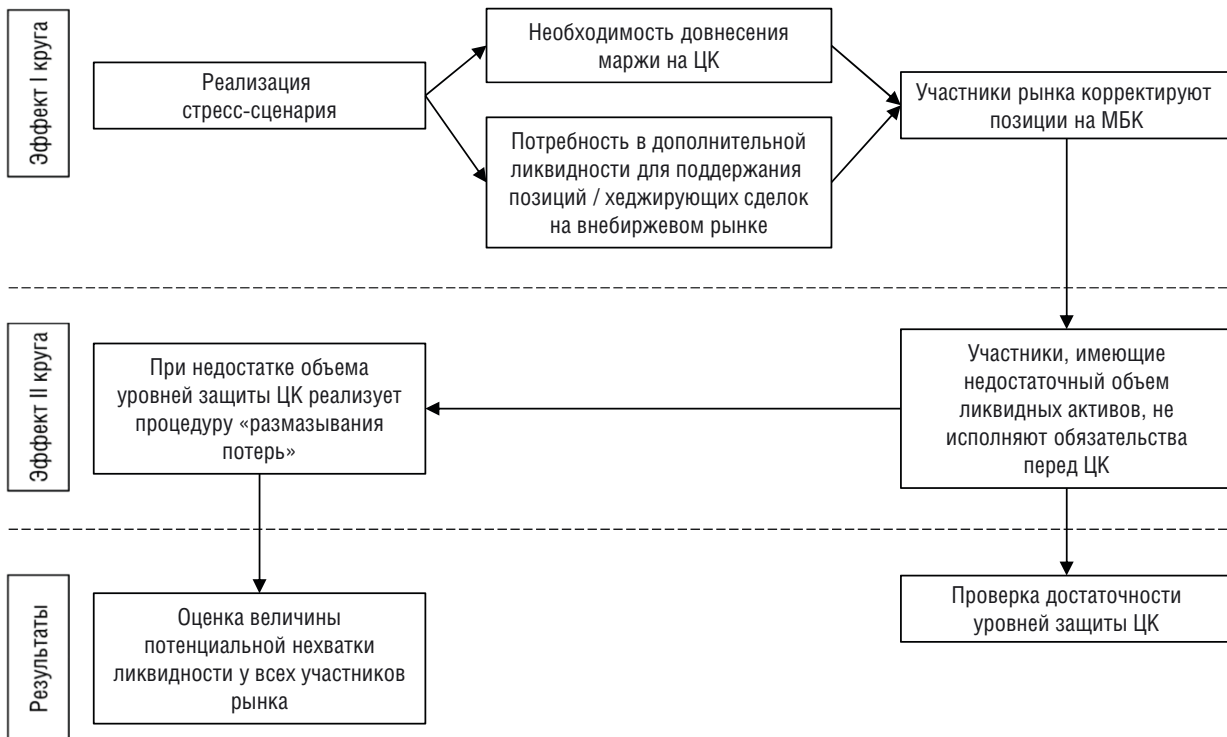 Эффект I круга
Реализация
стресс-сценария
Необходимость довнесения
маржи на ЦК
Потребность в дополнительной
ликвидности для поддержания
позиций / хеджирующих сделок
на внебиржевом рынке
Участники рынка корректируют
позиции на МБК
Эффект II круга
При недостатке объема
уровней защиты ЦК реализует
процедуру «размазывания
потерь»
Участники, имеющие
недостаточный объем
ликвидных активов, не
исполняют обязательства
перед ЦК
Результаты
Оценка величины
потенциальной нехватки
ликвидности у всех участников
рынка
Проверка достаточности
уровней защиты ЦК